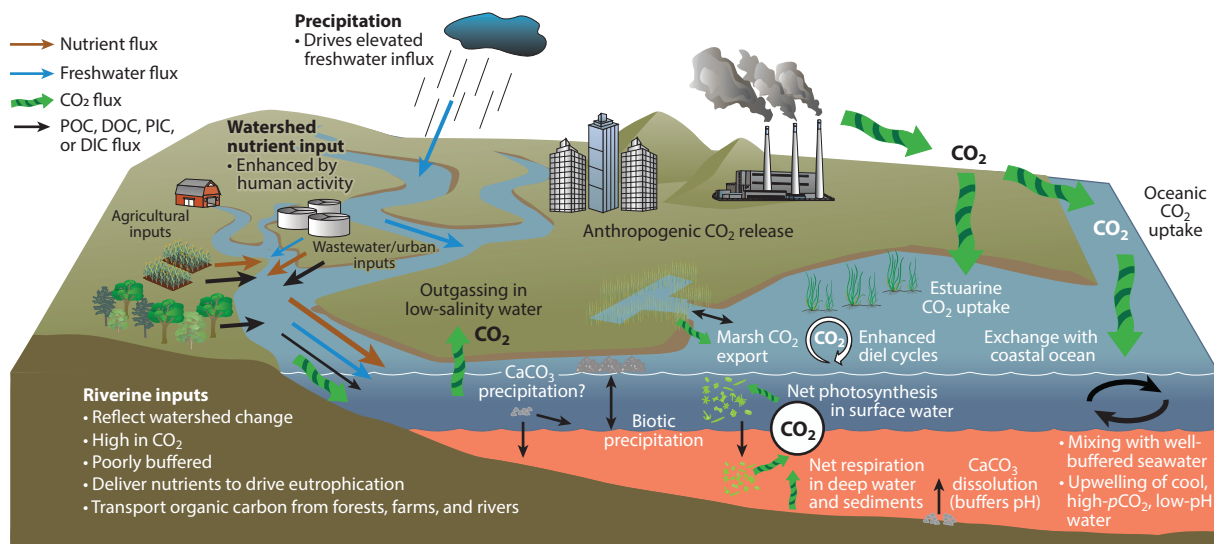 Nutrient flux
Freshwater flux
CO₂ flux
POC, DOC, PIC,
or DIC flux
Precipitation
• Drives elevated
freshwater influx
Watershed
nutrient input
• Enhanced by
human activity
Agricultural
inputs
Wastewater/urban
inputs
Anthropogenic CO₂ release
CO₂
CO₂
Oceanic
CO₂
uptake
Outgassing in
low-salinity water
CO₂
Estuarine
CO₂ uptake
Marsh CO₂
export
CO₂
Enhanced
diel cycles
Exchange with
coastal ocean
CaCO₃
precipitation?
Biotic
precipitation
Net photosynthesis
in surface water
CO₂
Net respiration
in deep water
and sediments
CaCO₃
dissolution
(buffers pH)
• Mixing with well-
buffered seawater
• Upwelling of cool,
high-pCO₂, low-pH
water
Riverine inputs
• Reflect watershed change
• High in CO₂
• Poorly buffered
• Deliver nutrients to drive eutrophication
• Transport organic carbon from forests, farms, and rivers